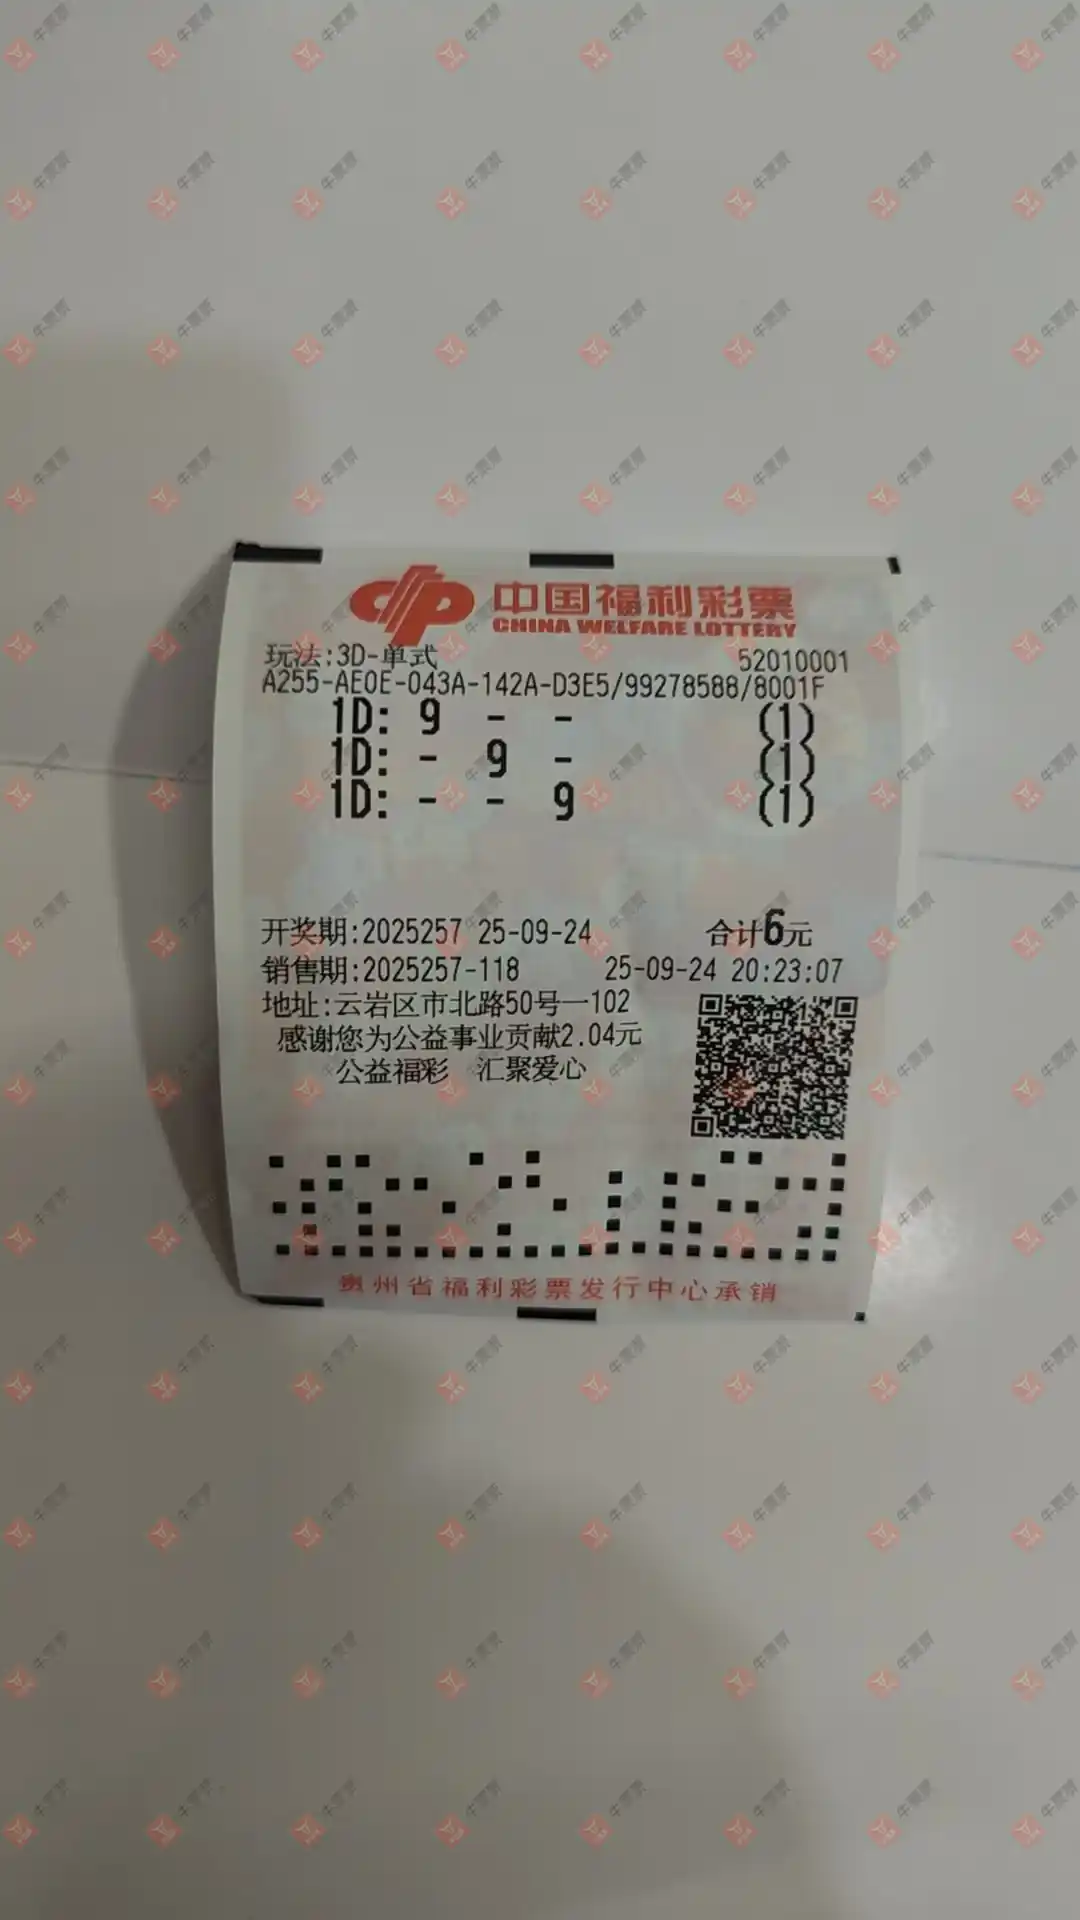 中国福利彩票
CHINA WELFARE LOTTERY
玩法:3D-单式 52010001
A255-AE0E-043A-142A-D3E5/99278588/8001F
1D: 9 - - (1)
1D: - 9 - (1)
1D: - - 9 (1)
开奖期:2025257 25-09-24 合计6元
销售期:2025257-118 25-09-24 20:23:07
地址:云岩区市北路50号一102
感谢您为公益事业贡献2.04元
公益福彩 汇聚爱心
贵州省福利彩票发行中心承销